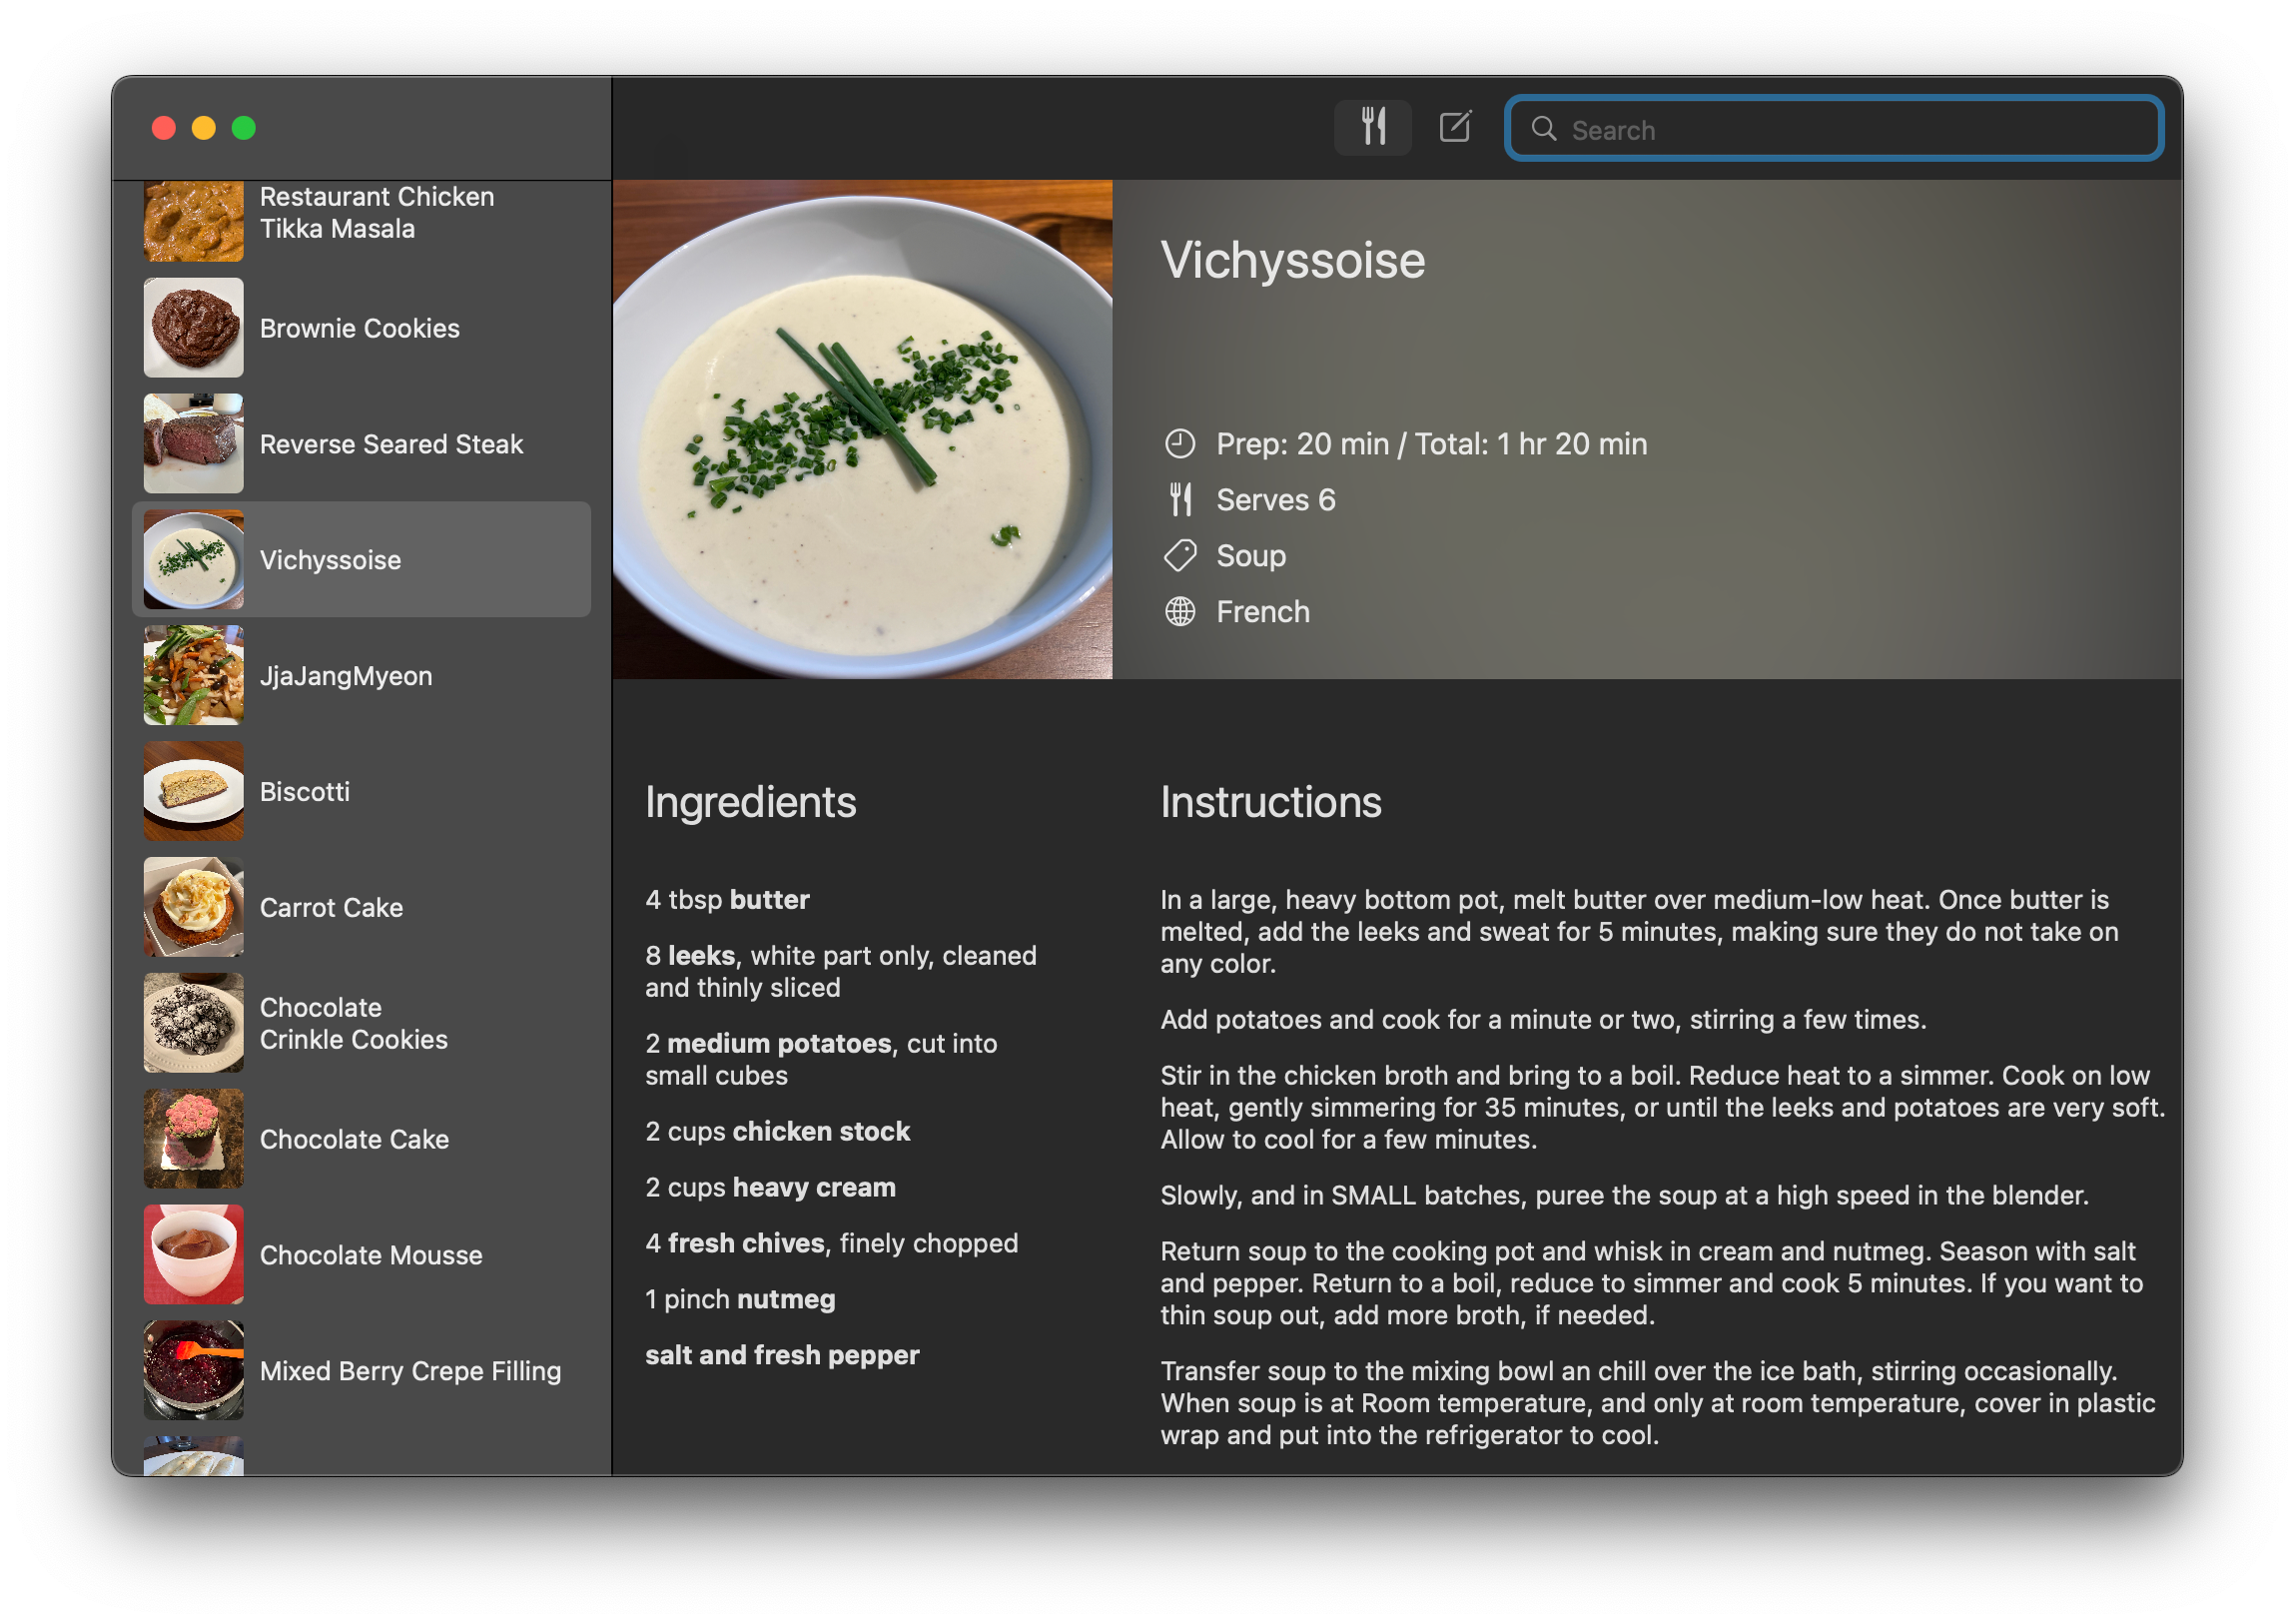 Search
Restaurant Chicken
Tikka Masala
Brownie Cookies
Reverse Seared Steak
Vichyssoise
JjaJangMyeon
Biscotti
Carrot Cake
Chocolate
Crinkle Cookies
Chocolate Cake
Chocolate Mousse
Mixed Berry Crepe Filling
Vichyssoise
Prep: 20 min / Total: 1 hr 20 min
Serves 6
Soup
French
Ingredients
4 tbsp butter
8 leeks, white part only, cleaned
and thinly sliced
2 medium potatoes, cut into
small cubes
2 cups chicken stock
2 cups heavy cream
4 fresh chives, finely chopped
1 pinch nutmeg
salt and fresh pepper
Instructions
In a large, heavy bottom pot, melt butter over medium-low heat. Once butter is
melted, add the leeks and sweat for 5 minutes, making sure they do not take on
any color.
Add potatoes and cook for a minute or two, stirring a few times.
Stir in the chicken broth and bring to a boil. Reduce heat to a simmer. Cook on low
heat, gently simmering for 35 minutes, or until the leeks and potatoes are very soft.
Allow to cool for a few minutes.
Slowly, and in SMALL batches, puree the soup at a high speed in the blender.
Return soup to the cooking pot and whisk in cream and nutmeg. Season with salt
and pepper. Return to a boil, reduce to simmer and cook 5 minutes. If you want to
thin soup out, add more broth, if needed.
Transfer soup to the mixing bowl an chill over the ice bath, stirring occasionally.
When soup is at Room temperature, and only at room temperature, cover in plastic
wrap and put into the refrigerator to cool.